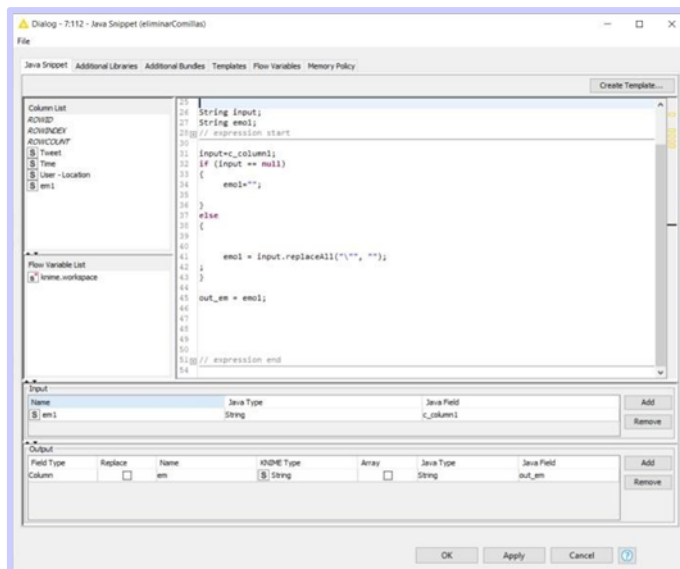 Dialog - 7:112 - Java Snippet (eliminarComillas)
File
Java Snippet Additional Libraries Additional Bundles Templates Flow Variables Memory Policy
Create Template...
Column List
ROWID
ROWINDEX
ROWCOUNT
S Tweet
S Time
S User - Location
S em1
Flow Variable List
s knime.workspace
25
26 String input;
27 String emo1;
28 // expression start
30
31 input=c_column1;
32 if (input == null)
33 {
34 emo1="";
35
36 }
37 else
38 {
39
40
41 emo1 = input.replaceAll("\"", "");
42 ;
43 }
44
45 out_em = emo1;
46
47
48
49
50
51 // expression end
54
Input
Name Java Type Java Field
S em1 String c_column1
Add
Remove
Output
Field Type Replace Name KNIME Type Array Java Type Java Field
Column em S String String out_em
Add
Remove
OK Apply Cancel ?